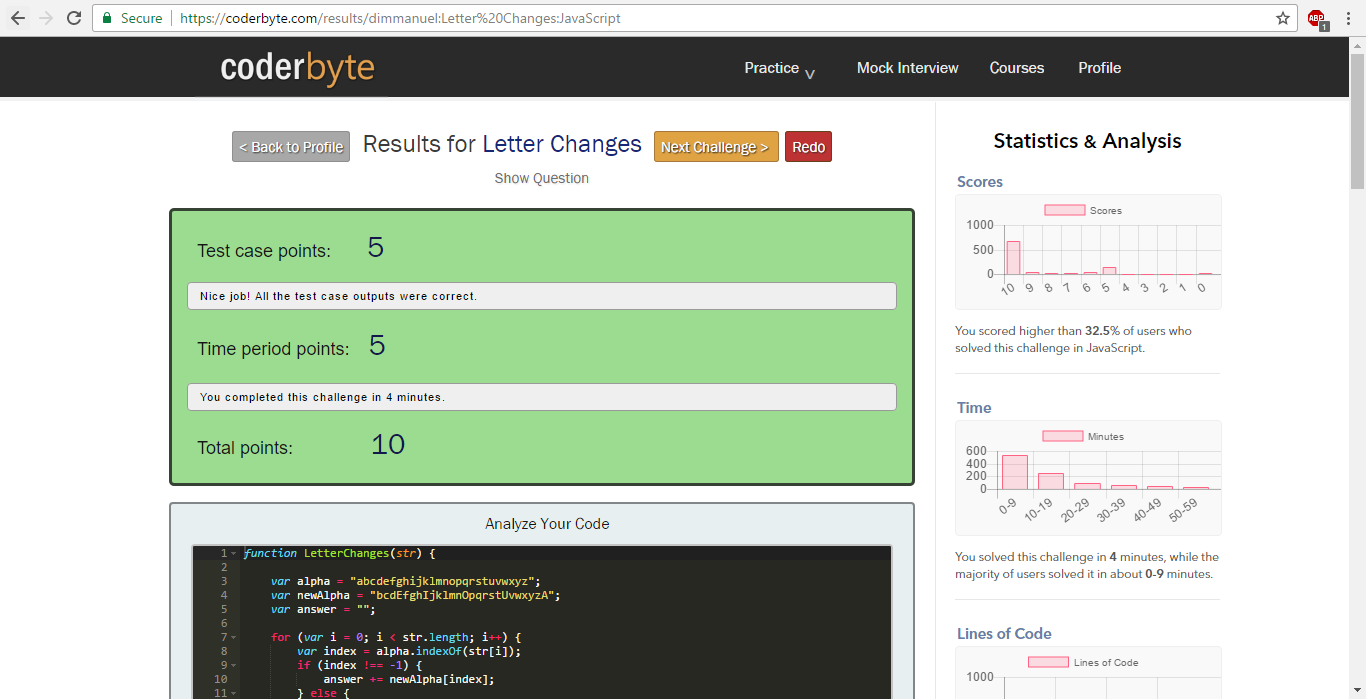 Secure https://coderbyte.com/results/dimmanuel:Letter%20Changes:JavaScript
ABP
1
coderbyte
Practice
Mock Interview
Courses
Profile
< Back to Profile
Results for Letter Changes
Next Challenge >
Redo
Show Question
Test case points: 5
Nice job! All the test case outputs were correct.
Time period points: 5
You completed this challenge in 4 minutes.
Total points: 10
Analyze Your Code
1 function LetterChanges(str) {
2
3 var alpha = "abcdefghijklmnopqrstuvwxyz";
4 var newAlpha = "bcdEfghIjklmnOpqrstUvwxyzA";
5 var answer = "";
6
7 for (var i = 0; i < str.length; i++) {
8 var index = alpha.indexOf(str[i]);
9 if (index !== -1) {
10 answer += newAlpha[index];
11 } else {
Statistics & Analysis
Scores
Scores
1000
500
0
10 9 8 7 6 5 4 3 2 1 0
You scored higher than 32.5% of users who
solved this challenge in JavaScript.
Time
Minutes
600
400
200
0
0-9 10-19 20-29 30-39 40-49 50-59
You solved this challenge in 4 minutes, while the
majority of users solved it in about 0-9 minutes.
Lines of Code
Lines of Code
1000